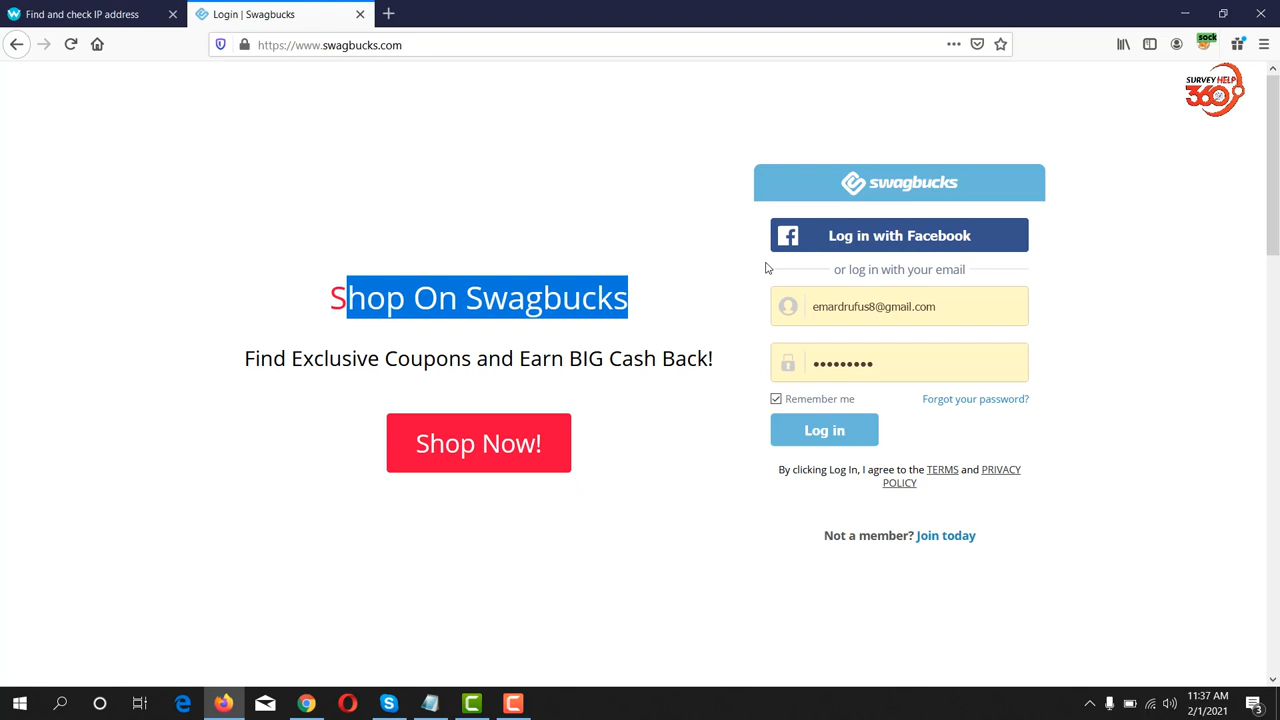 Find and check IP address
Login | Swagbucks
https://www.swagbucks.com
sock
SURVEY HELP
360
swagbucks
Log in with Facebook
or log in with your email
emardrufus8@gmail.com
•••••••••
Remember me
Forgot your password?
Log in
By clicking Log In, I agree to the TERMS and PRIVACY
POLICY
Not a member? Join today
Shop On Swagbucks
Find Exclusive Coupons and Earn BIG Cash Back!
Shop Now!
11:37 AM
2/1/2021
3